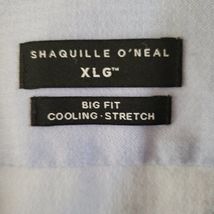 SHAQUILLE O'NEAL
XLG™
BIG FIT
COOLING·STRETCH